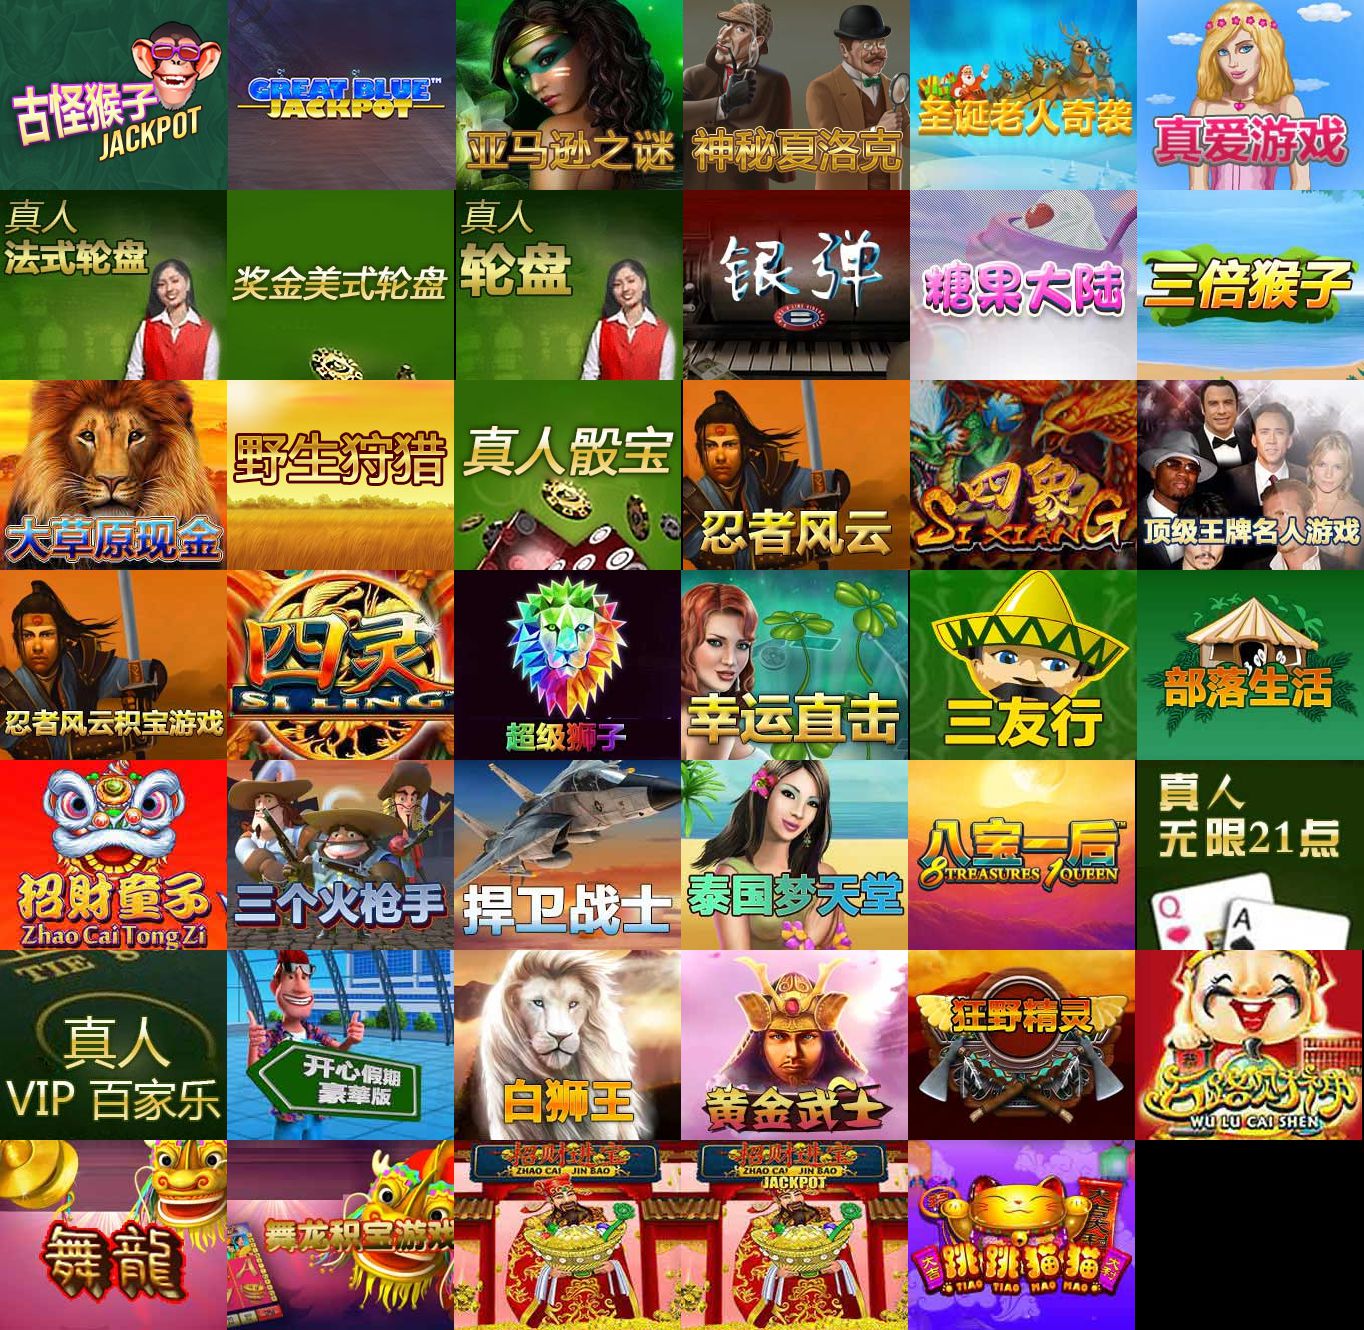 古怪猴子
JACKPOT
GREAT BLUE™
JACKPOT
亚马逊之谜
神秘夏洛克
圣诞老人奇袭
真爱游戏
真人
法式轮盘
奖金美式轮盘
真人
轮盘
银弹
糖果大陆
三倍猴子
大草原现金
野生狩猎
真人骰宝
忍者风云
四象
SI XIANG
顶级王牌名人游戏
忍者风云积宝游戏
四灵
SI LING
超级狮子
幸运直击
三友行
部落生活
招財童子
Zhao Cai Tong Zi
三个火枪手
捍卫战士
泰国梦天堂
八宝一后™
8 TREASURES 1 QUEEN
真人
无限21点
Q
A
TIE
真人
VIP 百家乐
开心假期
豪華版
白狮王
黄金武士
狂野精灵
五路财神
WU LU CAI SHEN
舞龍
舞龙积宝游戏
招财进宝
ZHAO CAI JIN BAO
招财进宝
ZHAO CAI JIN BAO
JACKPOT
大吉
跳跳猫猫
大利
TIAO TIAO MAO MAO